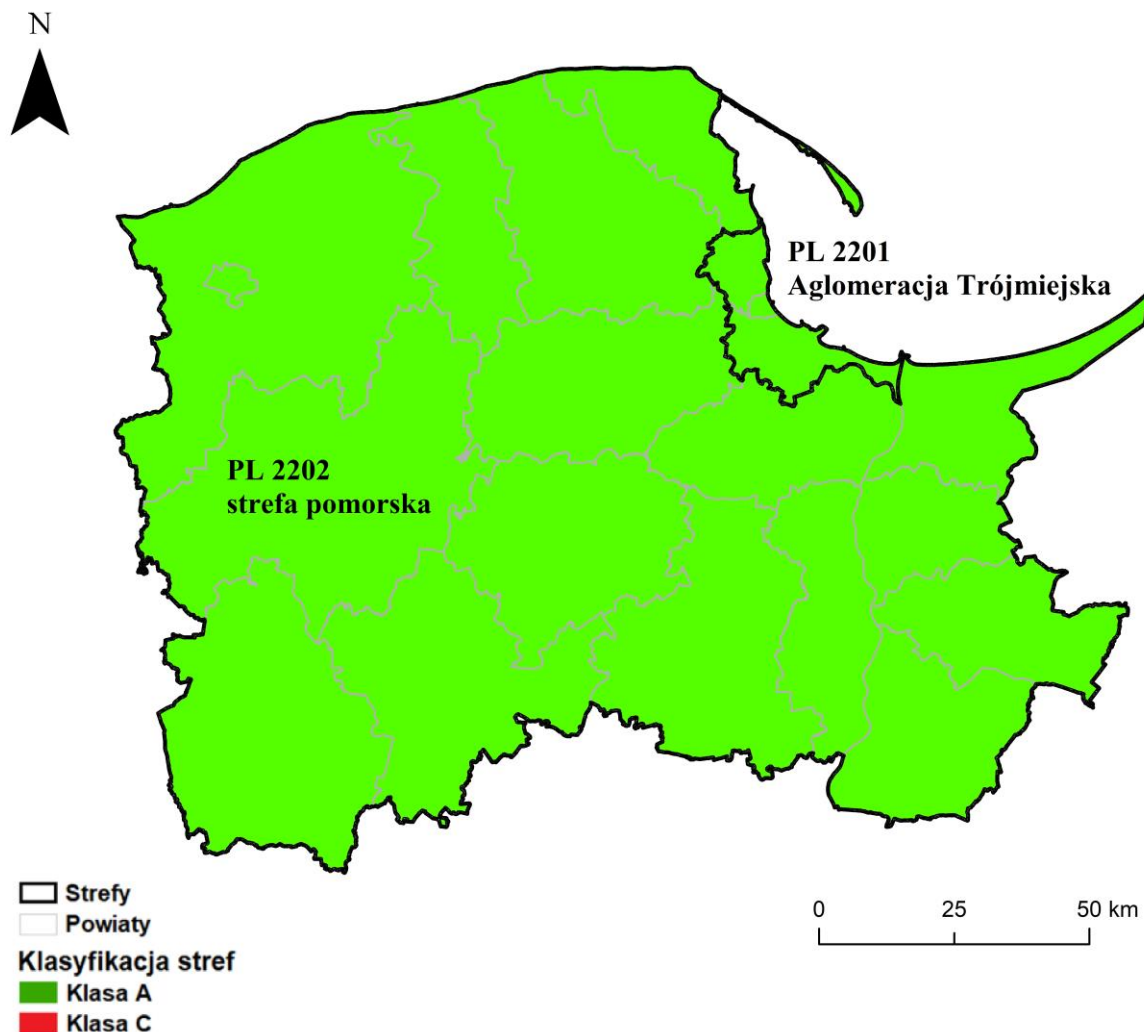 N
PL 2201
Aglomeracja Trójmiejska
PL 2202
strefa pomorska
Strefy
Powiaty
Klasyfikacja stref
Klasa A
Klasa C
0 25 50 km